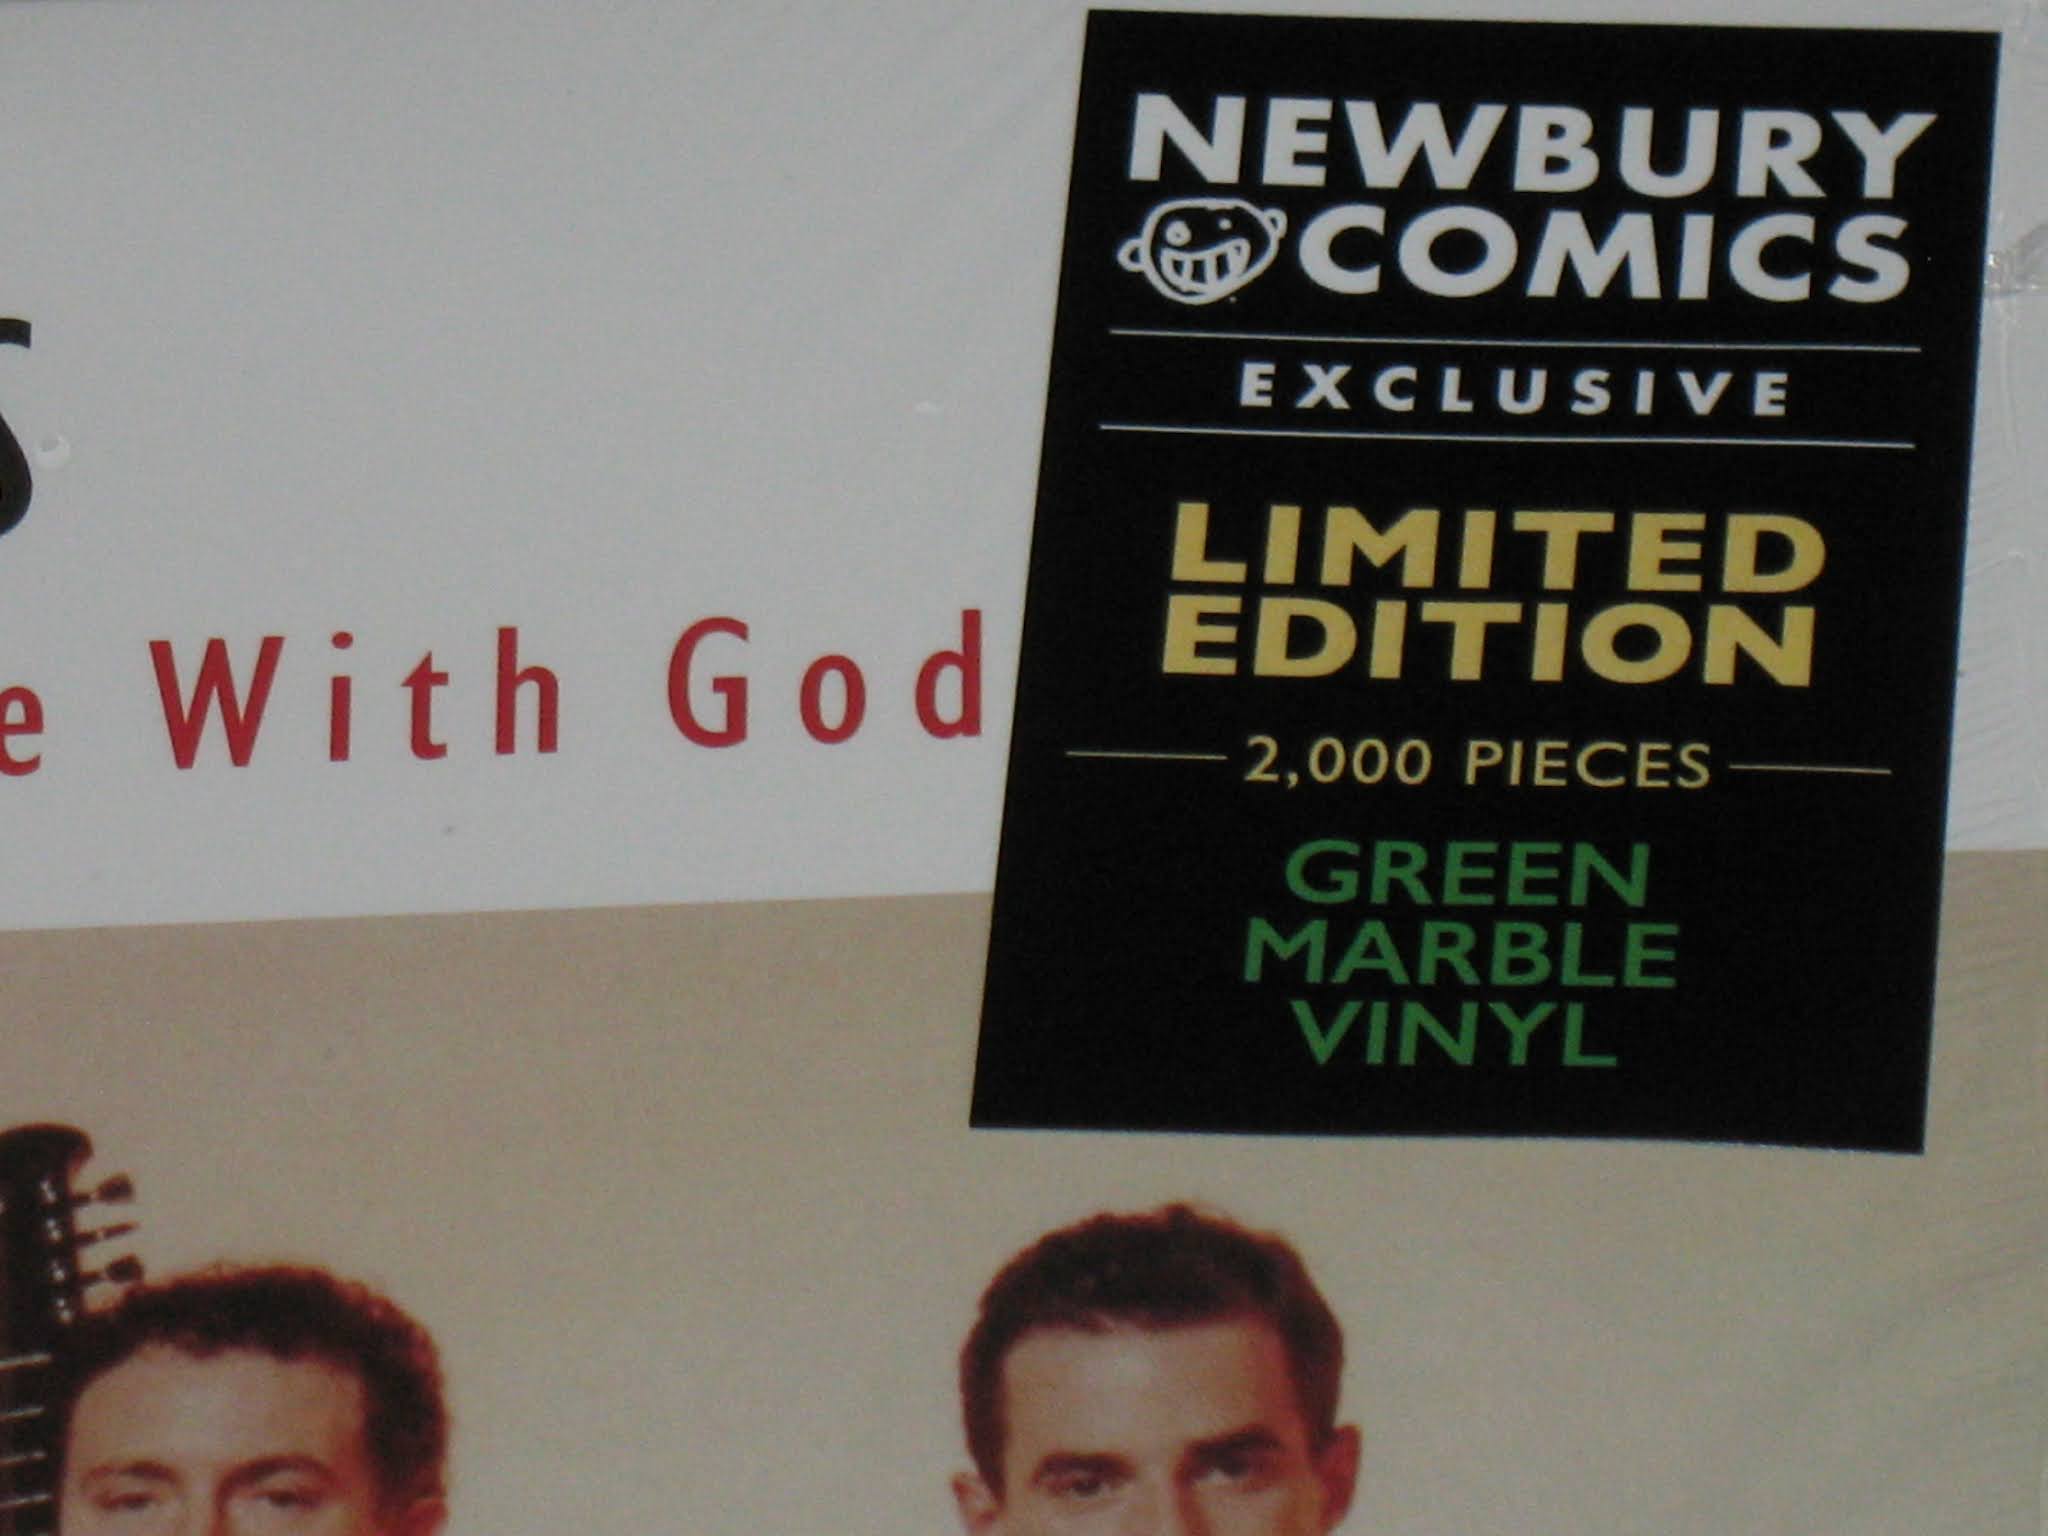 NEWBURY
COMICS
EXCLUSIVE
LIMITED
EDITION
2,000 PIECES
GREEN
MARBLE
VINYL
s
e With God